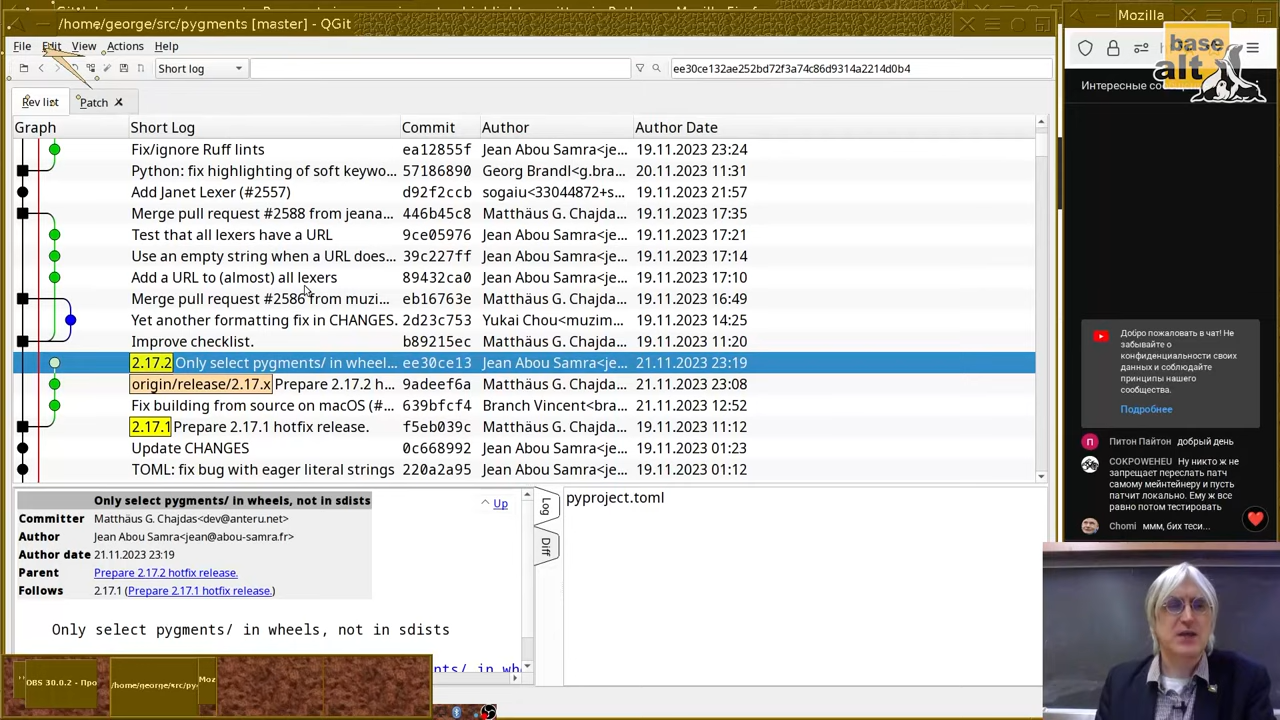 /home/george/src/pygments [master] - QGit
Mozilla
File Edit View Actions Help
Short log
ee30ce132ae252bd72f3a74c86d9314a2214d0b4
Rev list
Patch
Graph Short Log Commit Author Author Date
Fix/ignore Ruff lints ea12855f Jean Abou Samra<je... 19.11.2023 23:24
Python: fix highlighting of soft keywo... 57186890 Georg Brandl<g.bra... 20.11.2023 11:31
Add Janet Lexer (#2557) d92f2ccb sogaiu<33044872+s... 19.11.2023 21:57
Merge pull request #2588 from jeana... 446b45c8 Matthäus G. Chajda... 19.11.2023 17:35
Test that all lexers have a URL 9ce05976 Jean Abou Samra<je... 19.11.2023 17:21
Use an empty string when a URL does... 39c227ff Jean Abou Samra<je... 19.11.2023 17:14
Add a URL to (almost) all lexers 89432ca0 Jean Abou Samra<je... 19.11.2023 17:10
Merge pull request #2586 from muzi... eb16763e Matthäus G. Chajda... 19.11.2023 16:49
Yet another formatting fix in CHANGES. 2d23c753 Yukai Chou<muzim... 19.11.2023 14:25
Improve checklist. b89215ec Matthäus G. Chajda... 19.11.2023 11:20
2.17.2 Only select pygments/ in wheel... ee30ce13 Jean Abou Samra<je... 21.11.2023 23:19
origin/release/2.17.x Prepare 2.17.2 h... 9adeef6a Matthäus G. Chajda... 21.11.2023 23:08
Fix building from source on macOS (#... 639bfcf4 Branch Vincent<bra... 21.11.2023 12:52
2.17.1 Prepare 2.17.1 hotfix release. f5eb039c Matthäus G. Chajda... 19.11.2023 11:12
Update CHANGES 0c668992 Jean Abou Samra<je... 19.11.2023 01:23
TOML: fix bug with eager literal strings 220a2a95 Jean Abou Samra<je... 19.11.2023 01:12
Only select pygments/ in wheels, not in sdists
Up
Committer Matthäus G. Chajdas<dev@anteru.net>
Author Jean Abou Samra<jean@abou-samra.fr>
Author date 21.11.2023 23:19
Parent Prepare 2.17.2 hotfix release.
Follows 2.17.1 (Prepare 2.17.1 hotfix release.)
Only select pygments/ in wheels, not in sdists
Log
Diff
pyproject.toml
OBS 30.0.2 - Про
/home/george/src/py
Moz
base
alt
Интересные со
Добро пожаловать в чат! Не
забывайте о
конфиденциальности своих
данных и соблюдайте
принципы нашего
сообщества.
Подробнее
П Питон Пайтон добрый день
COKPOWEHEU Ну никто ж не
запрещает переслать патч
самому мейнтейнеру и пусть
патчит локально. Ему ж все
равно потом тестировать
Chomi ммм, бих теси...